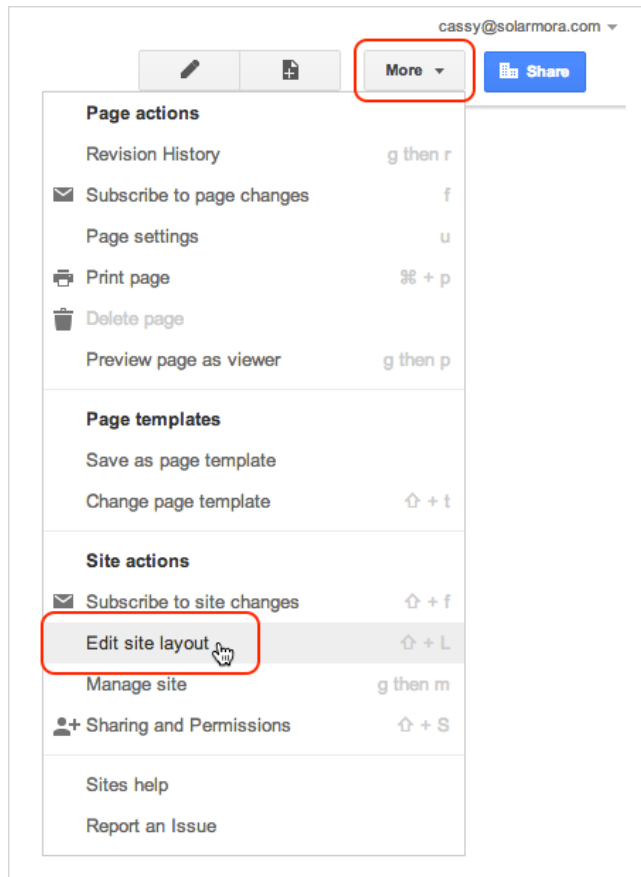 cassy@solarmora.com
More
Share
Page actions
Revision History g then r
Subscribe to page changes f
Page settings u
Print page ⌘ + p
Delete page
Preview page as viewer g then p
Page templates
Save as page template
Change page template ⇧ + t
Site actions
Subscribe to site changes ⇧ + f
Edit site layout ⇧ + L
Manage site g then m
Sharing and Permissions ⇧ + S
Sites help
Report an Issue